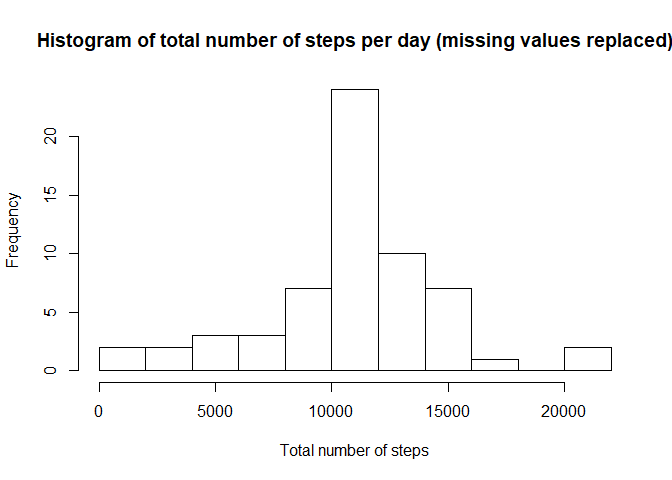 Histogram of total number of steps per day (missing values replaced)
20
15
10
5
0
Frequency
0 5000 10000 15000 20000
Total number of steps